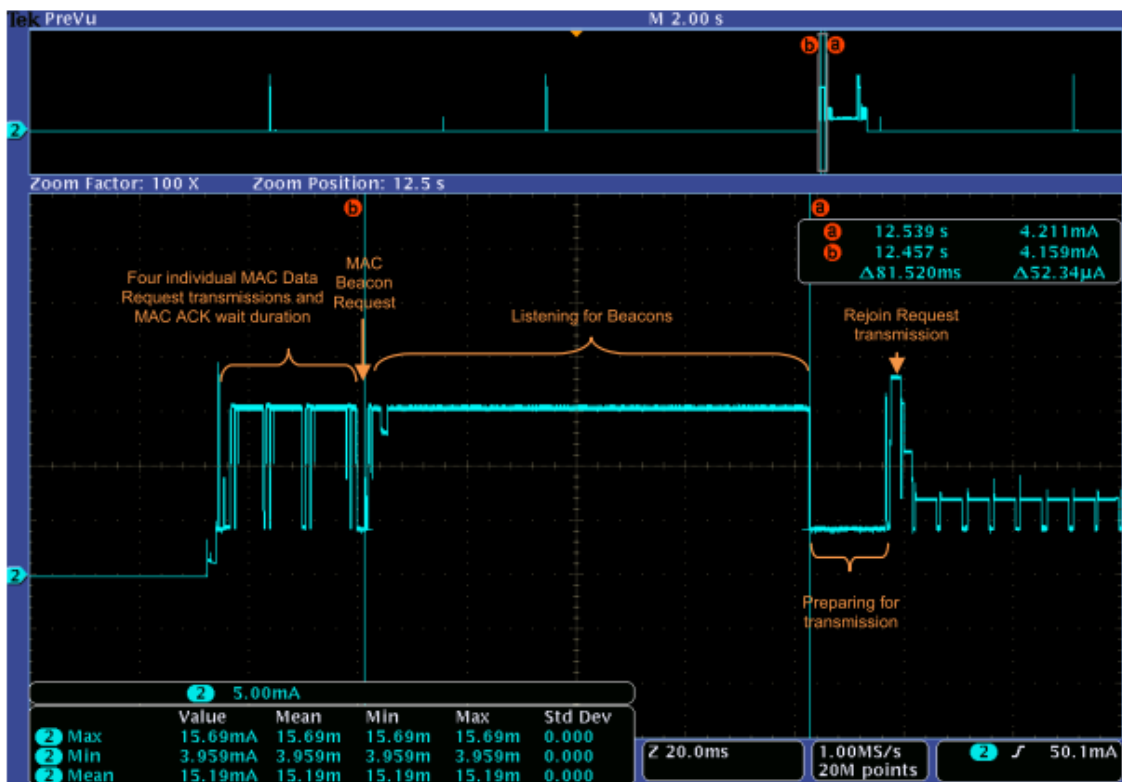 Tek PreVu M 2.00 s
b a
2
Zoom Factor: 100 X Zoom Position: 12.5 s
b a
a 12.539 s 4.211mA
b 12.457 s 4.159mA
Δ81.520ms Δ52.34µA
Four individual MAC Data
Request transmissions and
MAC ACK wait duration
MAC
Beacon
Request
Listening for Beacons
Rejoin Request
transmission
2
Preparing for
transmission
2 5.00mA
Value Mean Min Max Std Dev
2 Max 15.69mA 15.69m 15.69m 15.69m 0.000
2 Min 3.959mA 3.959m 3.959m 3.959m 0.000
2 Mean 15.19mA 15.19m 15.19m 15.19m 0.000
Z 20.0ms
1.00MS/s
20M points
2 ∫ 50.1mA